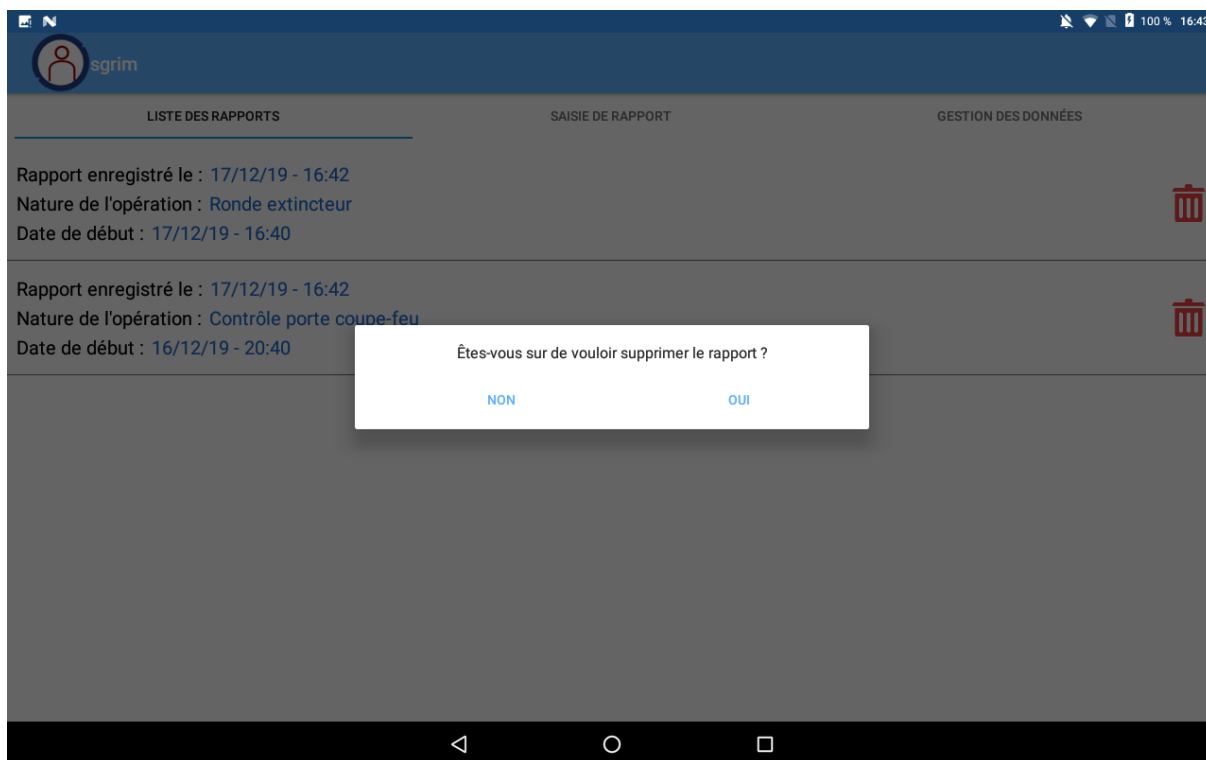 100 % 16:43
sgrim
LISTE DES RAPPORTS SAISIE DE RAPPORT GESTION DES DONNÉES
Rapport enregistré le : 17/12/19 - 16:42
Nature de l'opération : Ronde extincteur
Date de début : 17/12/19 - 16:40
Rapport enregistré le : 17/12/19 - 16:42
Nature de l'opération : Contrôle porte coupe-feu
Date de début : 16/12/19 - 20:40
Êtes-vous sur de vouloir supprimer le rapport ?
NON OUI